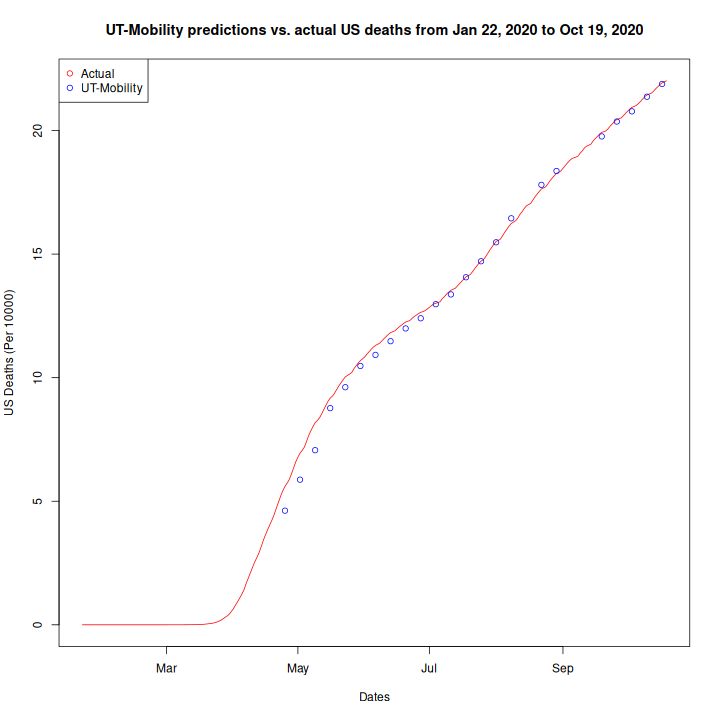 UT-Mobility predictions vs. actual US deaths from Jan 22, 2020 to Oct 19, 2020
Actual
UT-Mobility
20
15
10
5
0
US Deaths (Per 10000)
Mar May Jul Sep
Dates